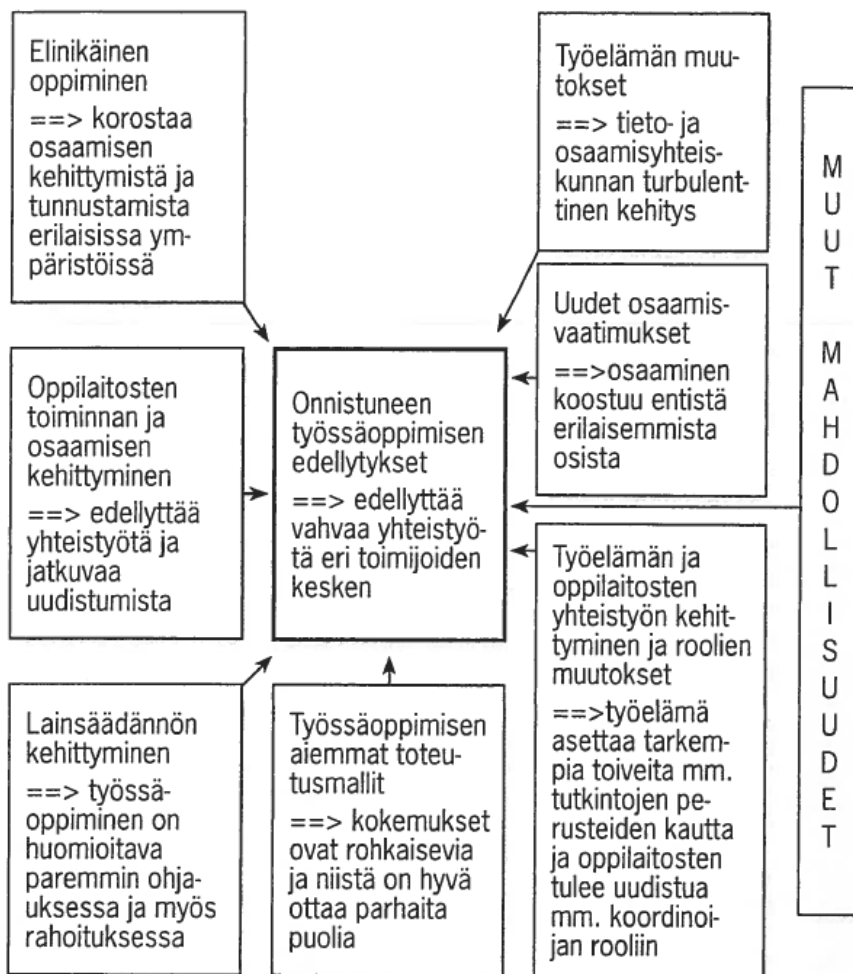 Elinikäinen
oppiminen
==> korostaa
osaamisen
kehittymistä ja
tunnustamista
erilaisissa ym-
päristöissä
Työelämän muu-
tokset
==> tieto- ja
osaamisyhteis-
kunnan turbulent-
tinen kehitys
Uudet osaamis-
vaatimukset
==>osaaminen
koostuu entistä
erilaisemmista
osista
Oppilaitosten
toiminnan ja
osaamisen
kehittyminen
==> edellyttää
yhteistyötä ja
jatkuvaa
uudistumista
Onnistuneen
työssäoppimisen
edellytykset
==> edellyttää
vahvaa yhteistyö-
tä eri toimijoiden
kesken
Työelämän ja
oppilaitosten
yhteistyön kehit-
tyminen ja roolien
muutokset
==>työelämä
asettaa tarkem-
pia toiveita mm.
tutkintojen pe-
rusteiden kautta
ja oppilaitosten
tulee uudistua
mm. koordinoi-
jan rooliin
Lainsäädännön
kehittyminen
==> työssä-
oppiminen on
huomioitava
paremmin ohja-
uksessa ja myös
rahoituksessa
Työssäoppimisen
aiemmat toteu-
tusmallit
==> kokemukset
ovat rohkaisevia
ja niistä on hyvä
ottaa parhaita
puolia
MUUT MAHDOLLISUUDET